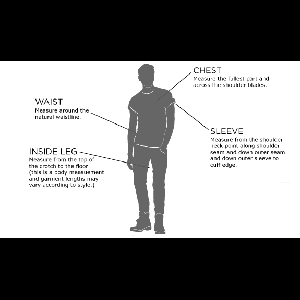 CHEST
Measure the fullest part and
across the shoulder blades.
WAIST
Measure around the
natural waistline.
SLEEVE
Measure from the shoulder
neck point along shoulder
seam and down outer seam
and down outer sleeve to
cuff edge.
INSIDE LEG
Measure from the top of
the crotch to the floor
(this is a body measurement
and garment lengths may
vary according to style.)